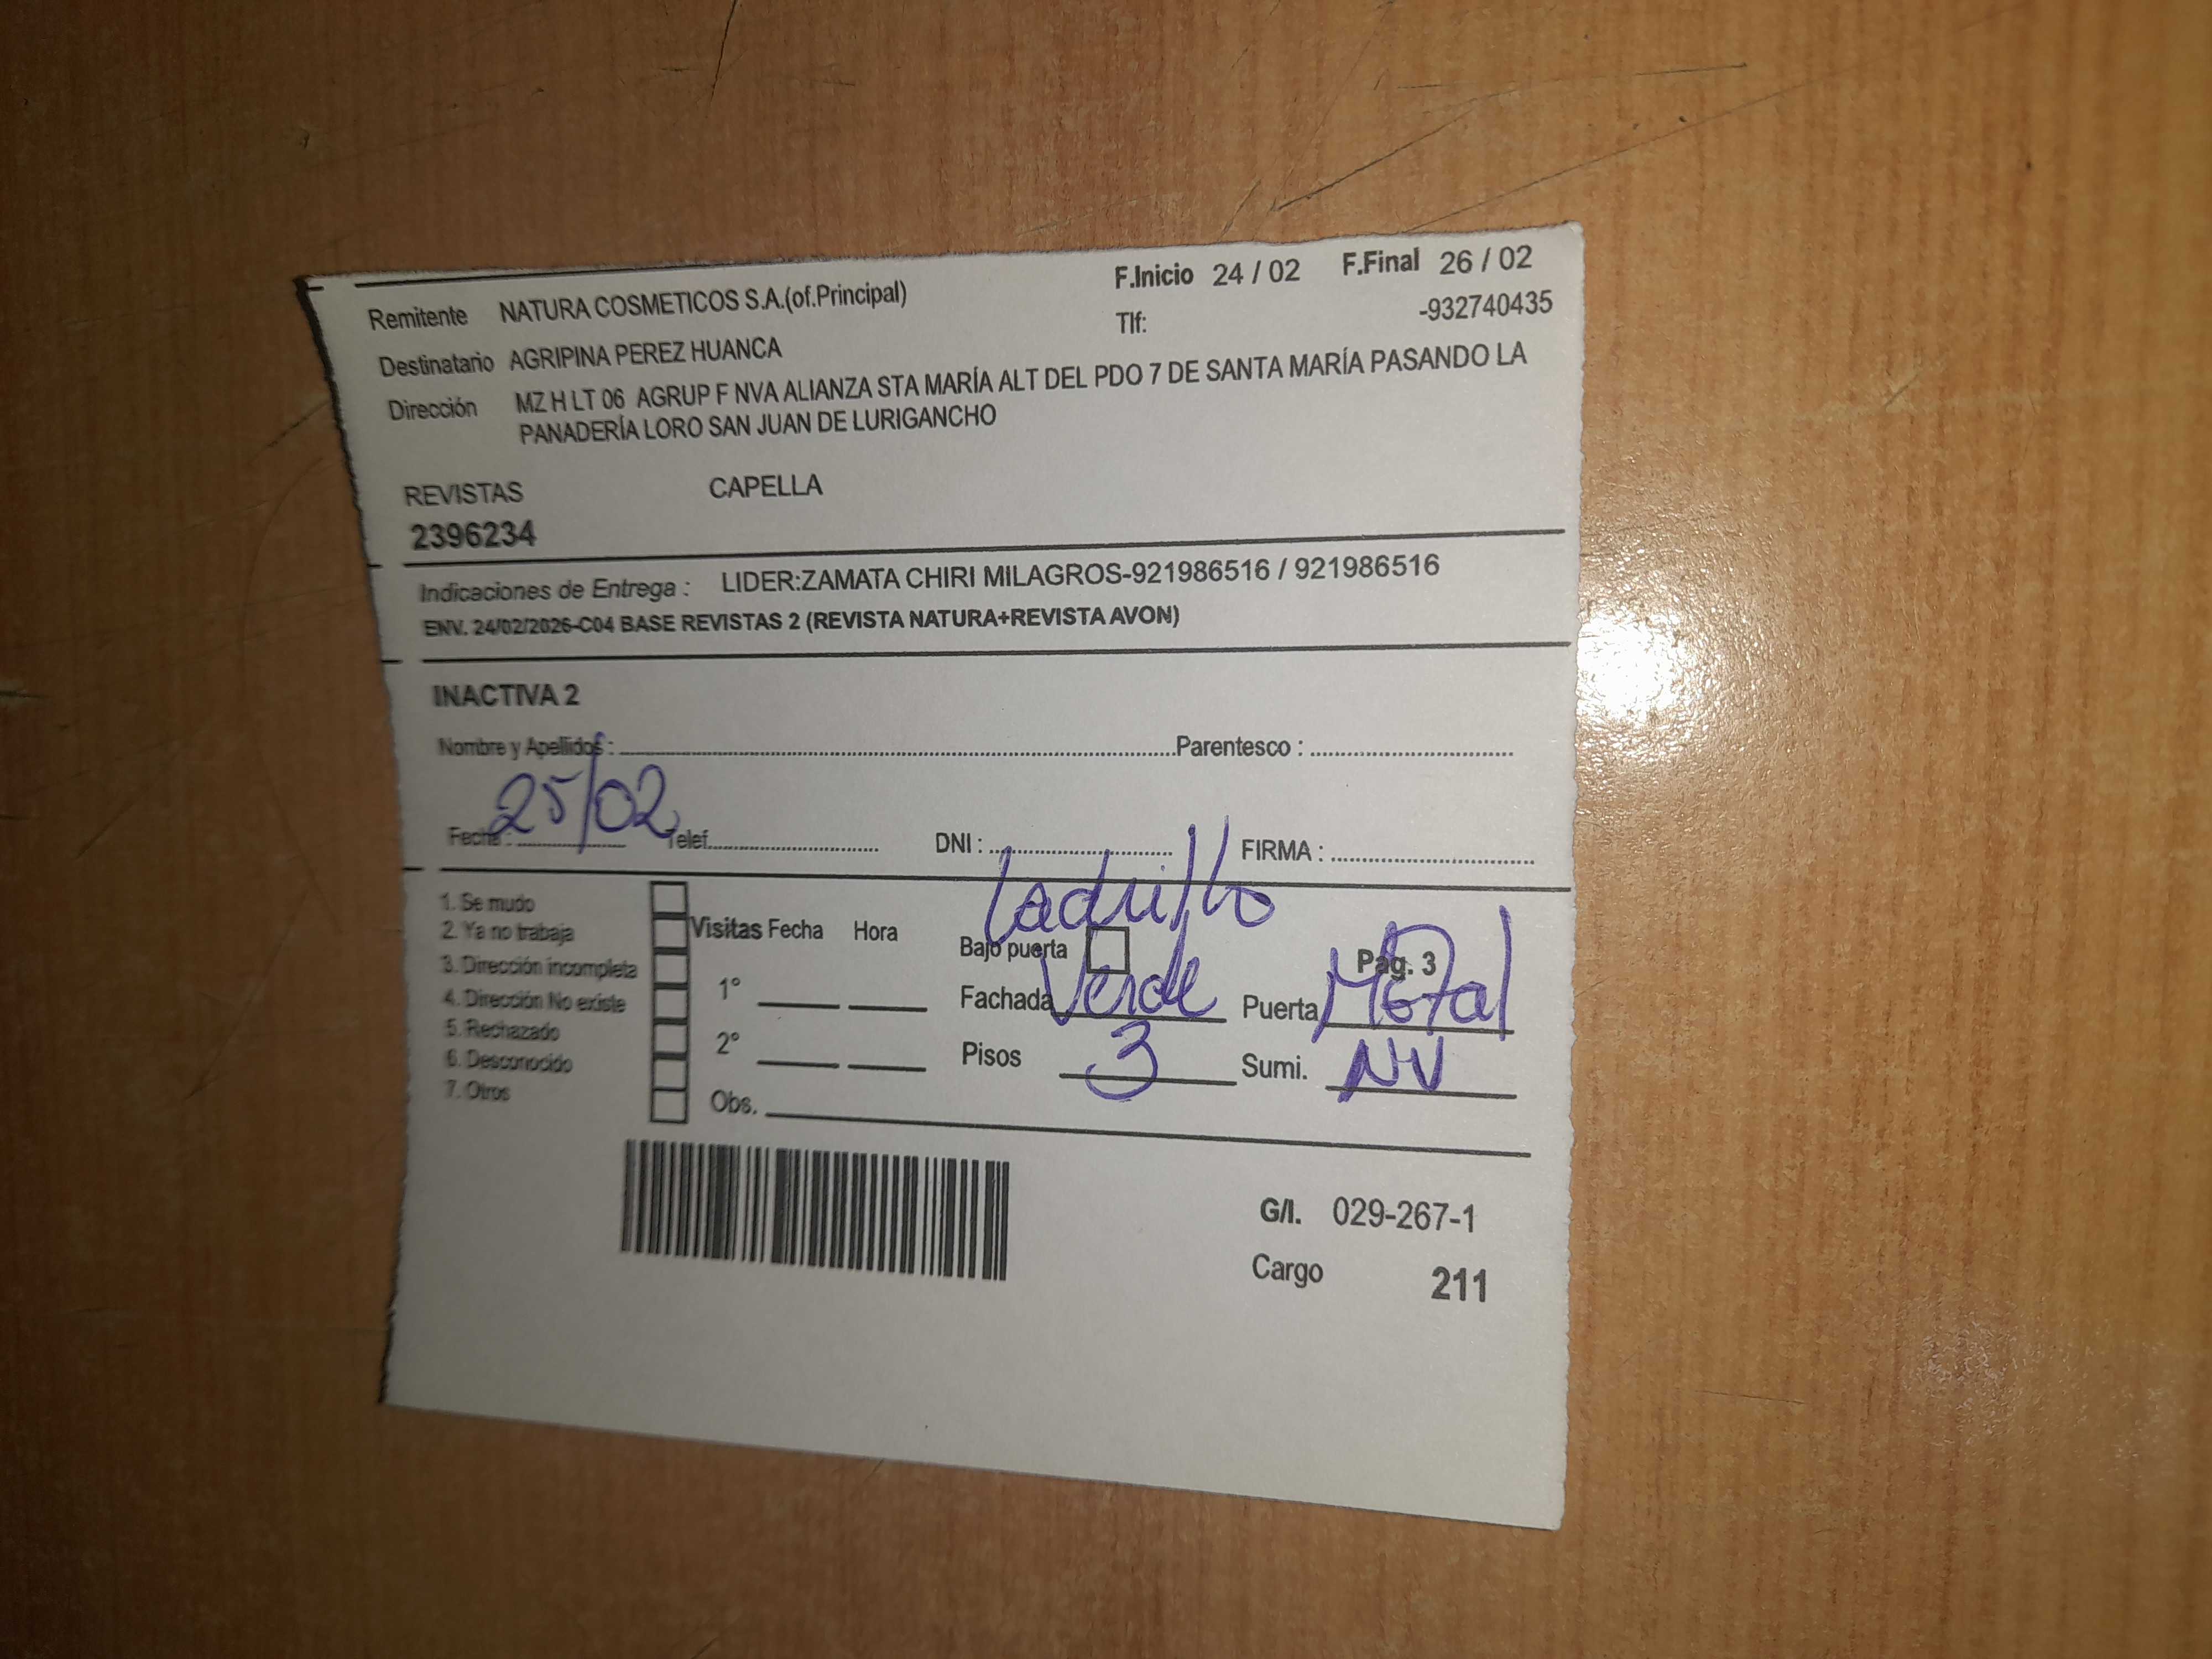 Remitente NATURA COSMETICOS S.A.(of.Principal) F.Inicio 24 / 02 F.Final 26 / 02
Tlf: -932740435
Destinatario AGRIPINA PEREZ HUANCA
Dirección MZ H LT 06 AGRUP F NVA ALIANZA STA MARÍA ALT DEL PDO 7 DE SANTA MARÍA PASANDO LA
PANADERÍA LORO SAN JUAN DE LURIGANCHO
REVISTAS CAPELLA
2396234
Indicaciones de Entrega : LIDER:ZAMATA CHIRI MILAGROS-921986516 / 921986516
ENV. 24/02/2026-C04 BASE REVISTAS 2 (REVISTA NATURA+REVISTA AVON)
INACTIVA 2
Nombre y Apellidos : Parentesco :
Fecha : 25/02 Telef. DNI : FIRMA :
1. Se mudo
2. Ya no trabaja
3. Dirección incompleta
4. Dirección No existe
5. Rechazado
6. Desconocido
7. Otros
Visitas Fecha Hora
1°
2°
Obs.
Ladrillo
Bajo puerta Pag. 3
Fachada Verde Puerta Metal
Pisos 3 Sumi. NV
G/I. 029-267-1
Cargo 211